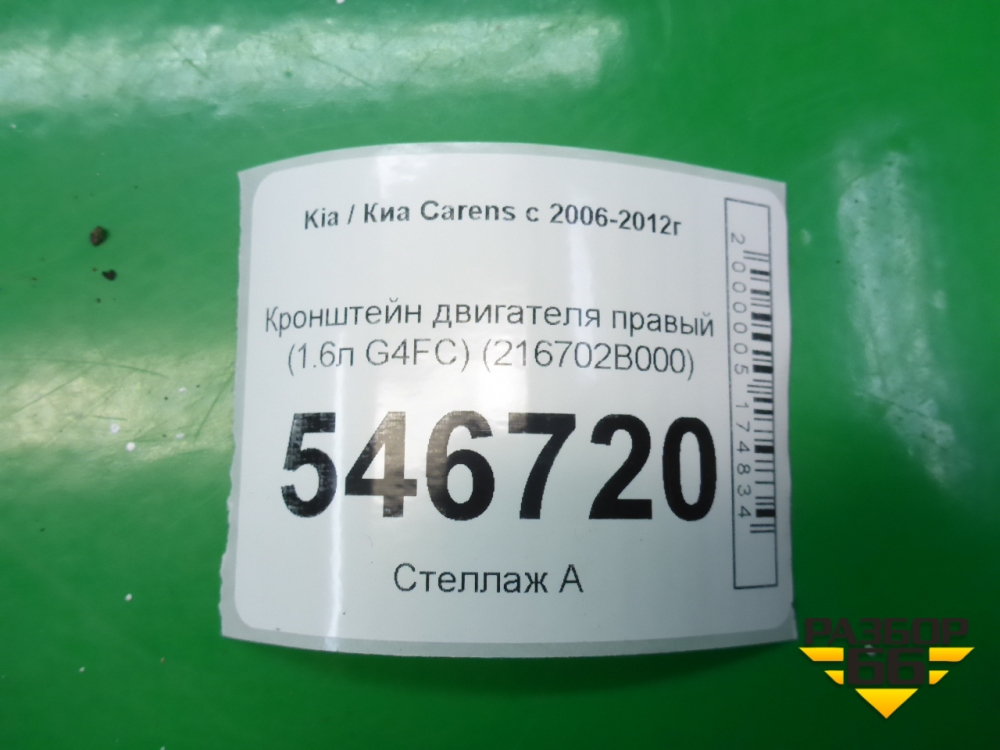 Kia / Киа Carens с 2006-2012г
Кронштейн двигателя правый
(1.6л G4FC) (216702B000)
546720
Стеллаж А
2000005174834
РАЗБОР
66